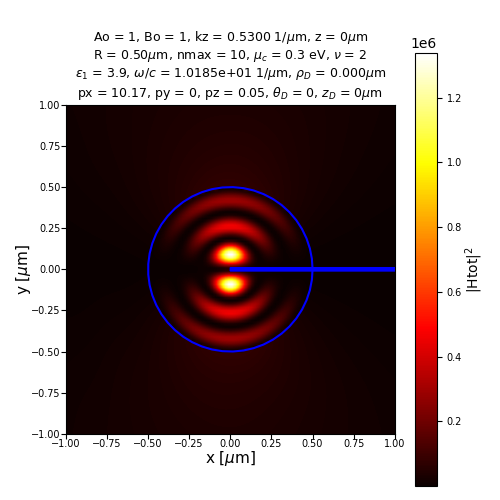 Ao = 1, Bo = 1, kz = 0.5300 1/μm, z = 0μm
R = 0.50μm, nmax = 10, μ_c = 0.3 eV, ν = 2
ε₁ = 3.9, ω/c = 1.0185e+01 1/μm, ρ_D = 0.000μm
px = 10.17, py = 0, pz = 0.05, θ_D = 0, z_D = 0μm
1e6
1.00
0.75
0.50
0.25
0.00
−0.25
−0.50
−0.75
−1.00
y [μm]
−1.00 −0.75 −0.50 −0.25 0.00 0.25 0.50 0.75 1.00
x [μm]
1.2
1.0
0.8
0.6
0.4
0.2
|Htot|²